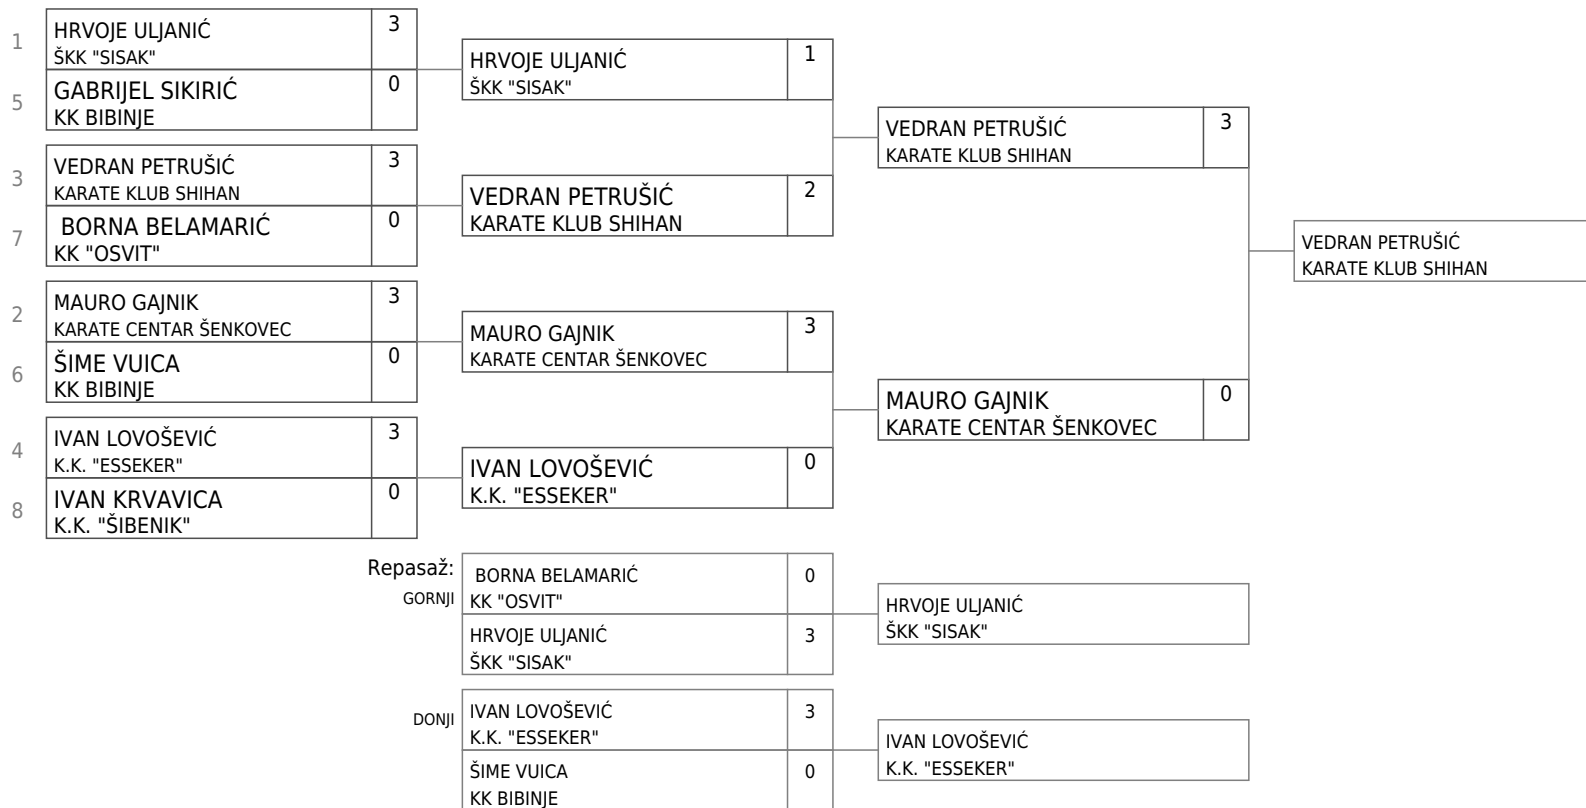 1
HRVOJE ULJANIĆ
3
ŠKK "SISAK"
5
GABRIJEL SIKIRIĆ
0
KK BIBINJE
3
VEDRAN PETRUŠIĆ
3
KARATE KLUB SHIHAN
7
BORNA BELAMARIĆ
0
KK "OSVIT"
2
MAURO GAJNIK
3
KARATE CENTAR ŠENKOVEC
6
ŠIME VUICA
0
KK BIBINJE
4
IVAN LOVOŠEVIĆ
3
K.K. "ESSEKER"
8
IVAN KRVAVICA
0
K.K. "ŠIBENIK"
HRVOJE ULJANIĆ
1
ŠKK "SISAK"
VEDRAN PETRUŠIĆ
2
KARATE KLUB SHIHAN
MAURO GAJNIK
3
KARATE CENTAR ŠENKOVEC
IVAN LOVOŠEVIĆ
0
K.K. "ESSEKER"
VEDRAN PETRUŠIĆ
3
KARATE KLUB SHIHAN
MAURO GAJNIK
0
KARATE CENTAR ŠENKOVEC
VEDRAN PETRUŠIĆ
KARATE KLUB SHIHAN
Repasaž:
GORNJI
BORNA BELAMARIĆ
0
KK "OSVIT"
HRVOJE ULJANIĆ
3
ŠKK "SISAK"
HRVOJE ULJANIĆ
ŠKK "SISAK"
DONJI
IVAN LOVOŠEVIĆ
3
K.K. "ESSEKER"
ŠIME VUICA
0
KK BIBINJE
IVAN LOVOŠEVIĆ
K.K. "ESSEKER"